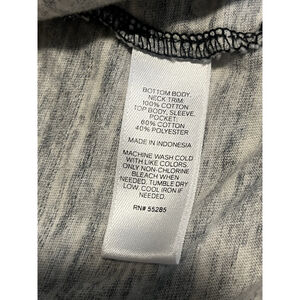 BOTTOM BODY,
NECK TRIM:
100% COTTON
TOP BODY, SLEEVE,
POCKET:
60% COTTON
40% POLYESTER
MADE IN INDONESIA
MACHINE WASH COLD
WITH LIKE COLORS.
ONLY NON-CHLORINE
BLEACH WHEN
NEEDED. TUMBLE DRY
LOW. COOL IRON IF
NEEDED.
RN# 55285